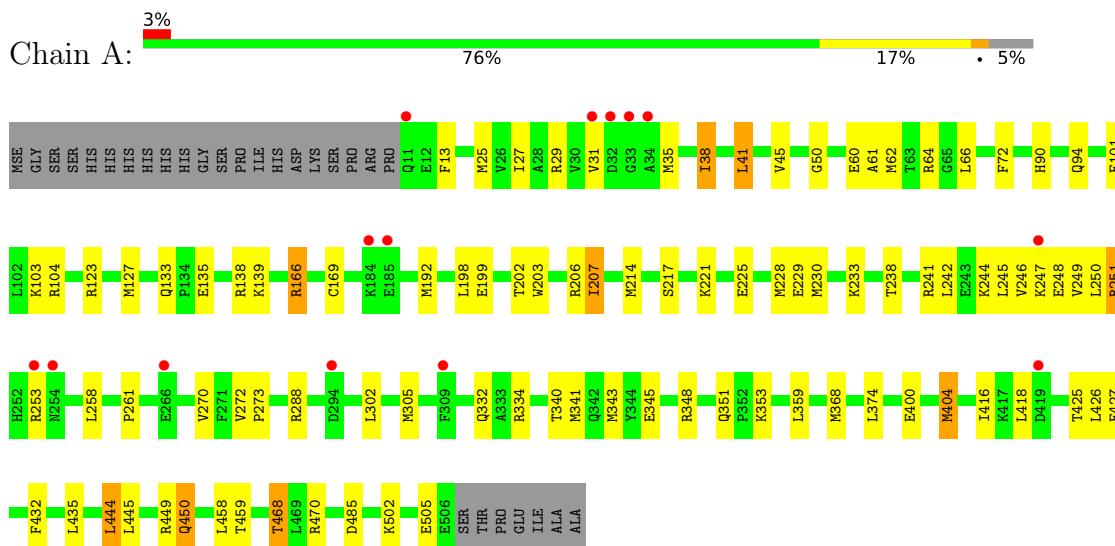 3%
Chain A:
76% 17% • 5%
MSE GLY SER SER HIS HIS HIS HIS HIS HIS GLY SER PRO ILE HIS ASP LYS SER PRO ARG PRO Q11 E12 F13 M25 V26 I27 A28 R29 V30 V31 D32 G33 A34 M35 I38 L41 V45 G50 E60 A61 M62 T63 R64 G65 L66 F72 H90 Q94 E101
L102 K103 R104 R123 M127 Q133 P134 E135 R138 K139 R166 C169 K184 E185 M192 L198 E199 T202 W203 R206 I207 M214 S217 K221 E225 M228 E229 M230 K233 T238 R241 L242 E243 K244 L245 V246 K247 E248 V249 L250
H252 R253 N254 L258 P261 E266 V270 F271 V272 P273 R288 D294 L302 M305 F309 Q332 A333 R334 T340 M341 Q342 M343 Y344 E345 R348 Q351 P352 K353 L359 M368 L374 E400 M404 I416 K417 L418 D419 T425 L426
F432 L435 L444 L445 R449 Q450 L458 T459 T468 L469 R470 D485 K502 E505 E506 SER THR PRO GLU ILE ALA ALA